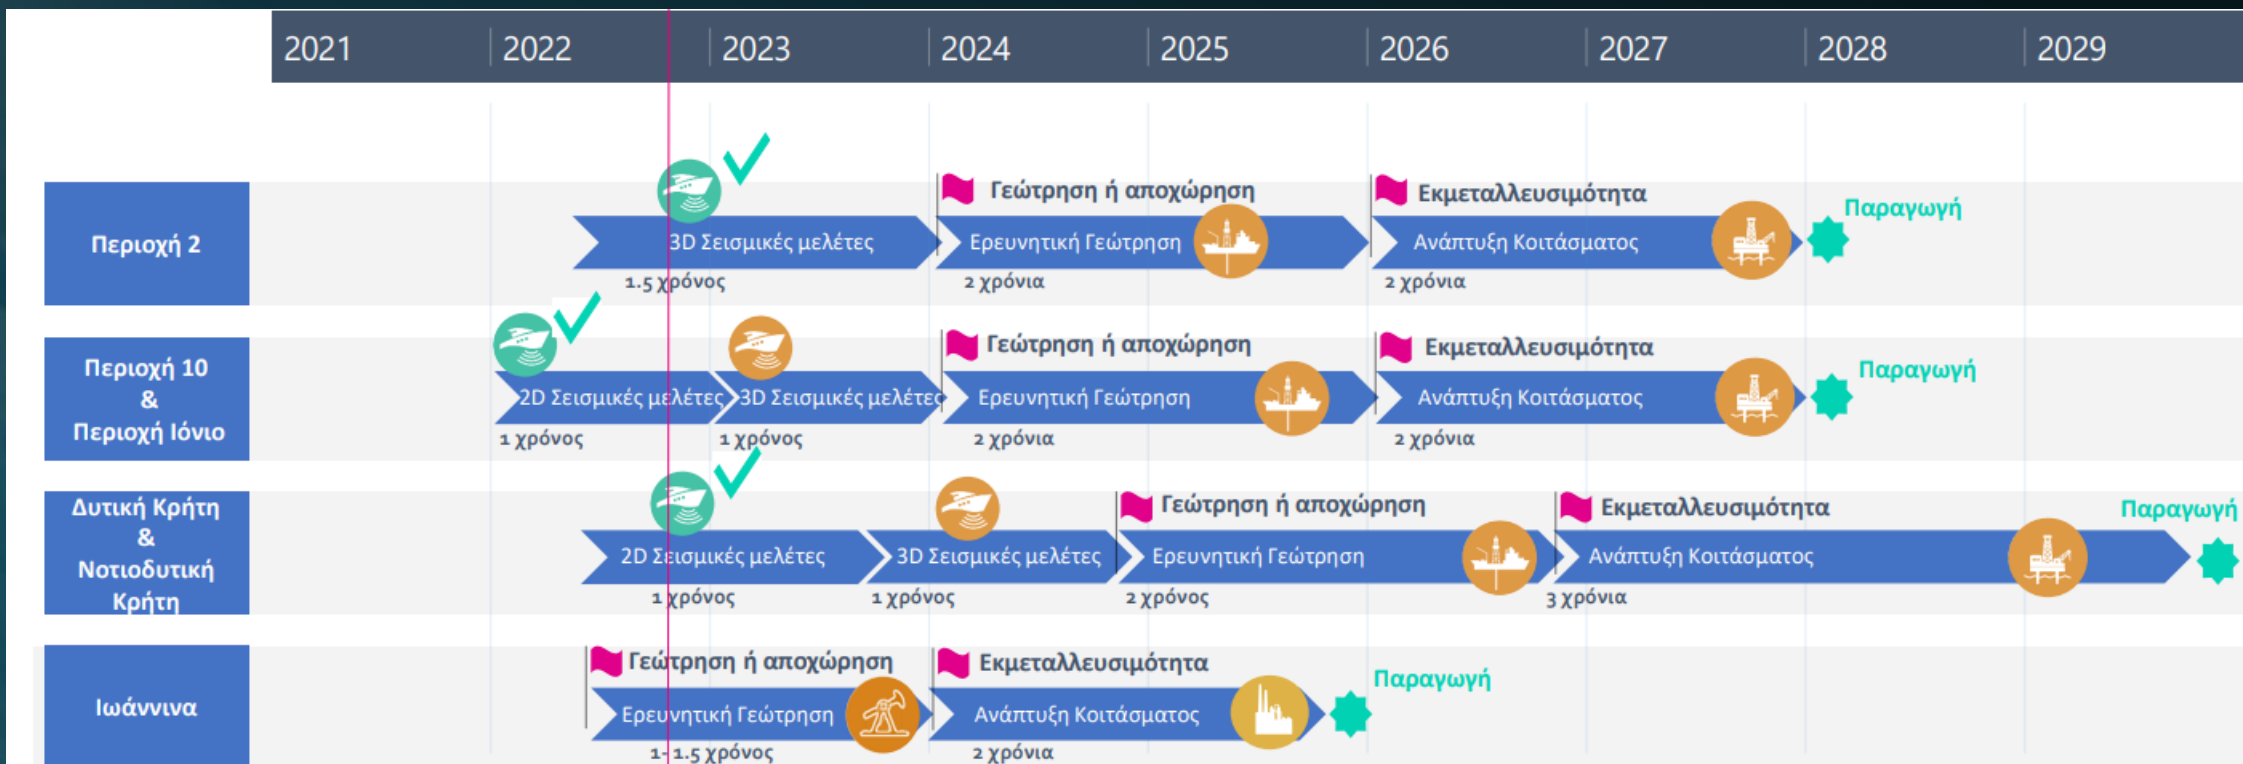 2021 2022 2023 2024 2025 2026 2027 2028 2029
Περιοχή 2
Γεώτρηση ή αποχώρηση
Εκμεταλλευσιμότητα
Παραγωγή
3D Σεισμικές μελέτες
Ερευνητική Γεώτρηση
Ανάπτυξη Κοιτάσματος
1.5 χρόνος
2 χρόνια
2 χρόνια
Περιοχή 10
&
Περιοχή Ιόνιο
Γεώτρηση ή αποχώρηση
Εκμεταλλευσιμότητα
Παραγωγή
2D Σεισμικές μελέτες
3D Σεισμικές μελέτες
Ερευνητική Γεώτρηση
Ανάπτυξη Κοιτάσματος
1 χρόνος
1 χρόνος
2 χρόνια
2 χρόνια
Δυτική Κρήτη
&
Νοτιοδυτική
Κρήτη
Γεώτρηση ή αποχώρηση
Εκμεταλλευσιμότητα
Παραγωγή
2D Σεισμικές μελέτες
3D Σεισμικές μελέτες
Ερευνητική Γεώτρηση
Ανάπτυξη Κοιτάσματος
1 χρόνος
1 χρόνος
2 χρόνος
3 χρόνια
Ιωάννινα
Γεώτρηση ή αποχώρηση
Εκμεταλλευσιμότητα
Παραγωγή
Ερευνητική Γεώτρηση
Ανάπτυξη Κοιτάσματος
1- 1.5 χρόνος
2 χρόνια